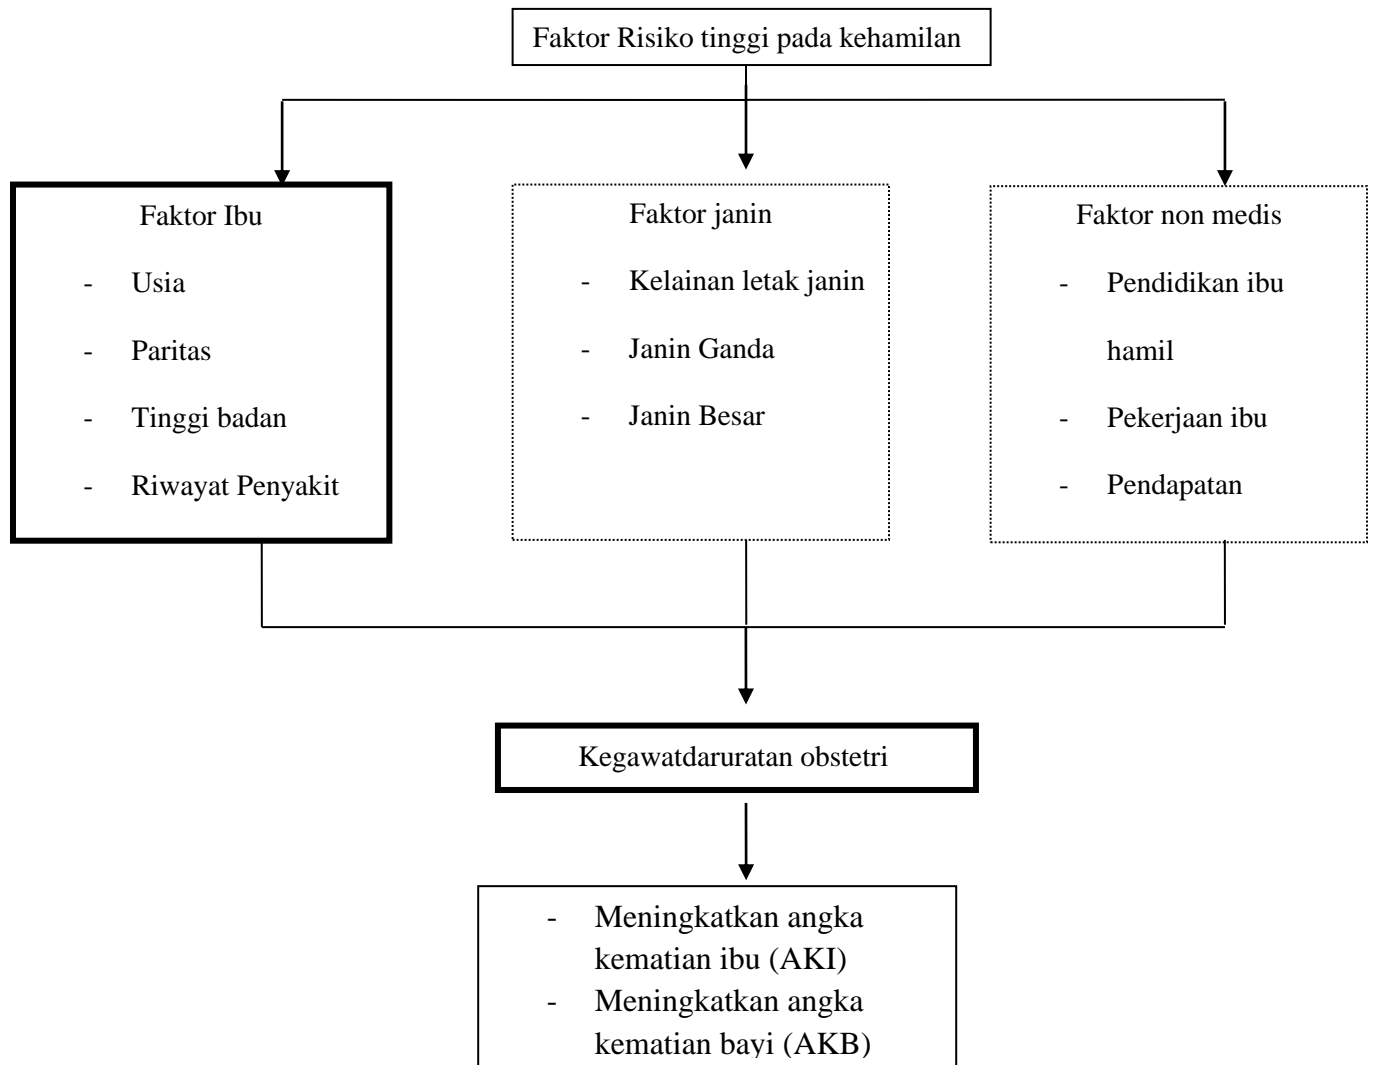 Faktor Risiko tinggi pada kehamilan
Faktor Ibu
- Usia
- Paritas
- Tinggi badan
- Riwayat Penyakit
Faktor janin
- Kelainan letak janin
- Janin Ganda
- Janin Besar
Faktor non medis
- Pendidikan ibu
hamil
- Pekerjaan ibu
- Pendapatan
Kegawatdaruratan obstetri
- Meningkatkan angka
kematian ibu (AKI)
- Meningkatkan angka
kematian bayi (AKB)